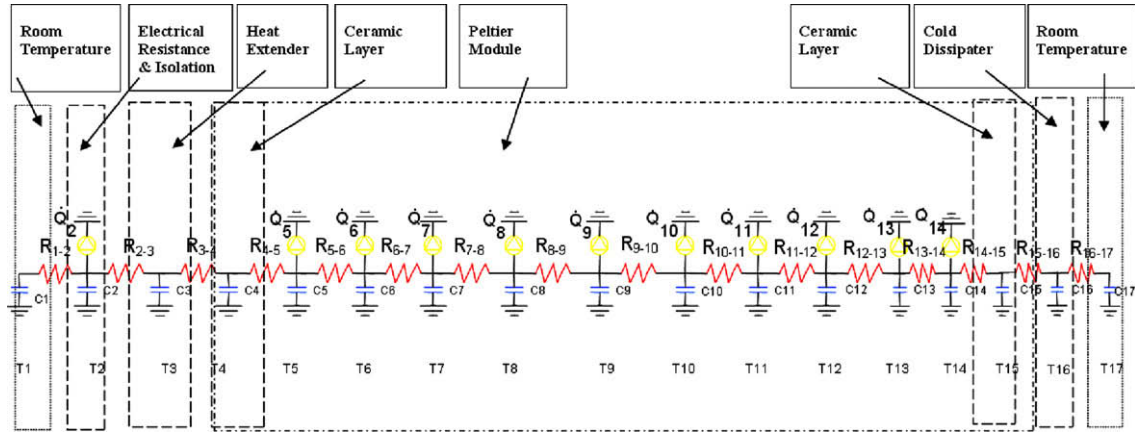 Room
Temperature
Electrical
Resistance
& Isolation
Heat
Extender
Ceramic
Layer
Peltier
Module
Ceramic
Layer
Cold
Dissipater
Room
Temperature
Q̇2 Q̇5 Q̇6 Q̇7 Q̇8 Q̇9 Q̇10 Q̇11 Q̇12 Q̇13 Q̇14
R1-2 R2-3 R3-4 R4-5 R5-6 R6-7 R7-8 R8-9 R9-10 R10-11 R11-12 R12-13 R13-14 R14-15 R15-16 R16-17
C1 C2 C3 C4 C5 C6 C7 C8 C9 C10 C11 C12 C13 C14 C15 C16 C17
T1 T2 T3 T4 T5 T6 T7 T8 T9 T10 T11 T12 T13 T14 T15 T16 T17